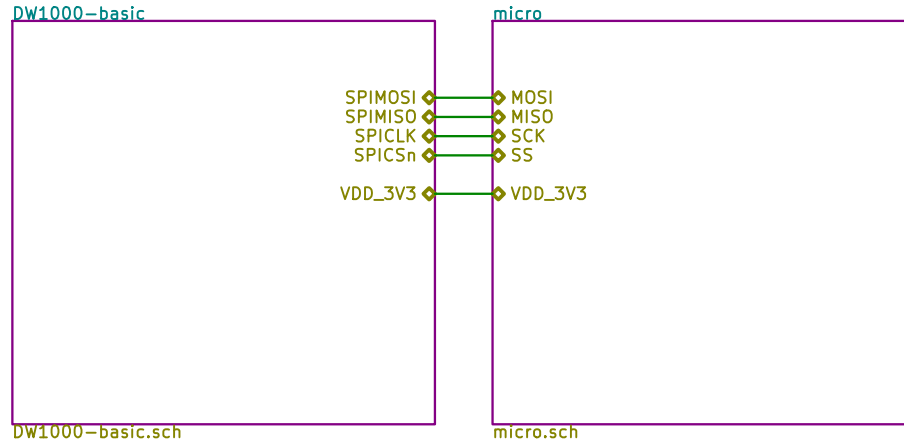 DW1000-basic
micro
SPIMOSI
MOSI
SPIMISO
MISO
SPICLK
SCK
SPICSn
SS
VDD_3V3
VDD_3V3
DW1000-basic.sch
micro.sch